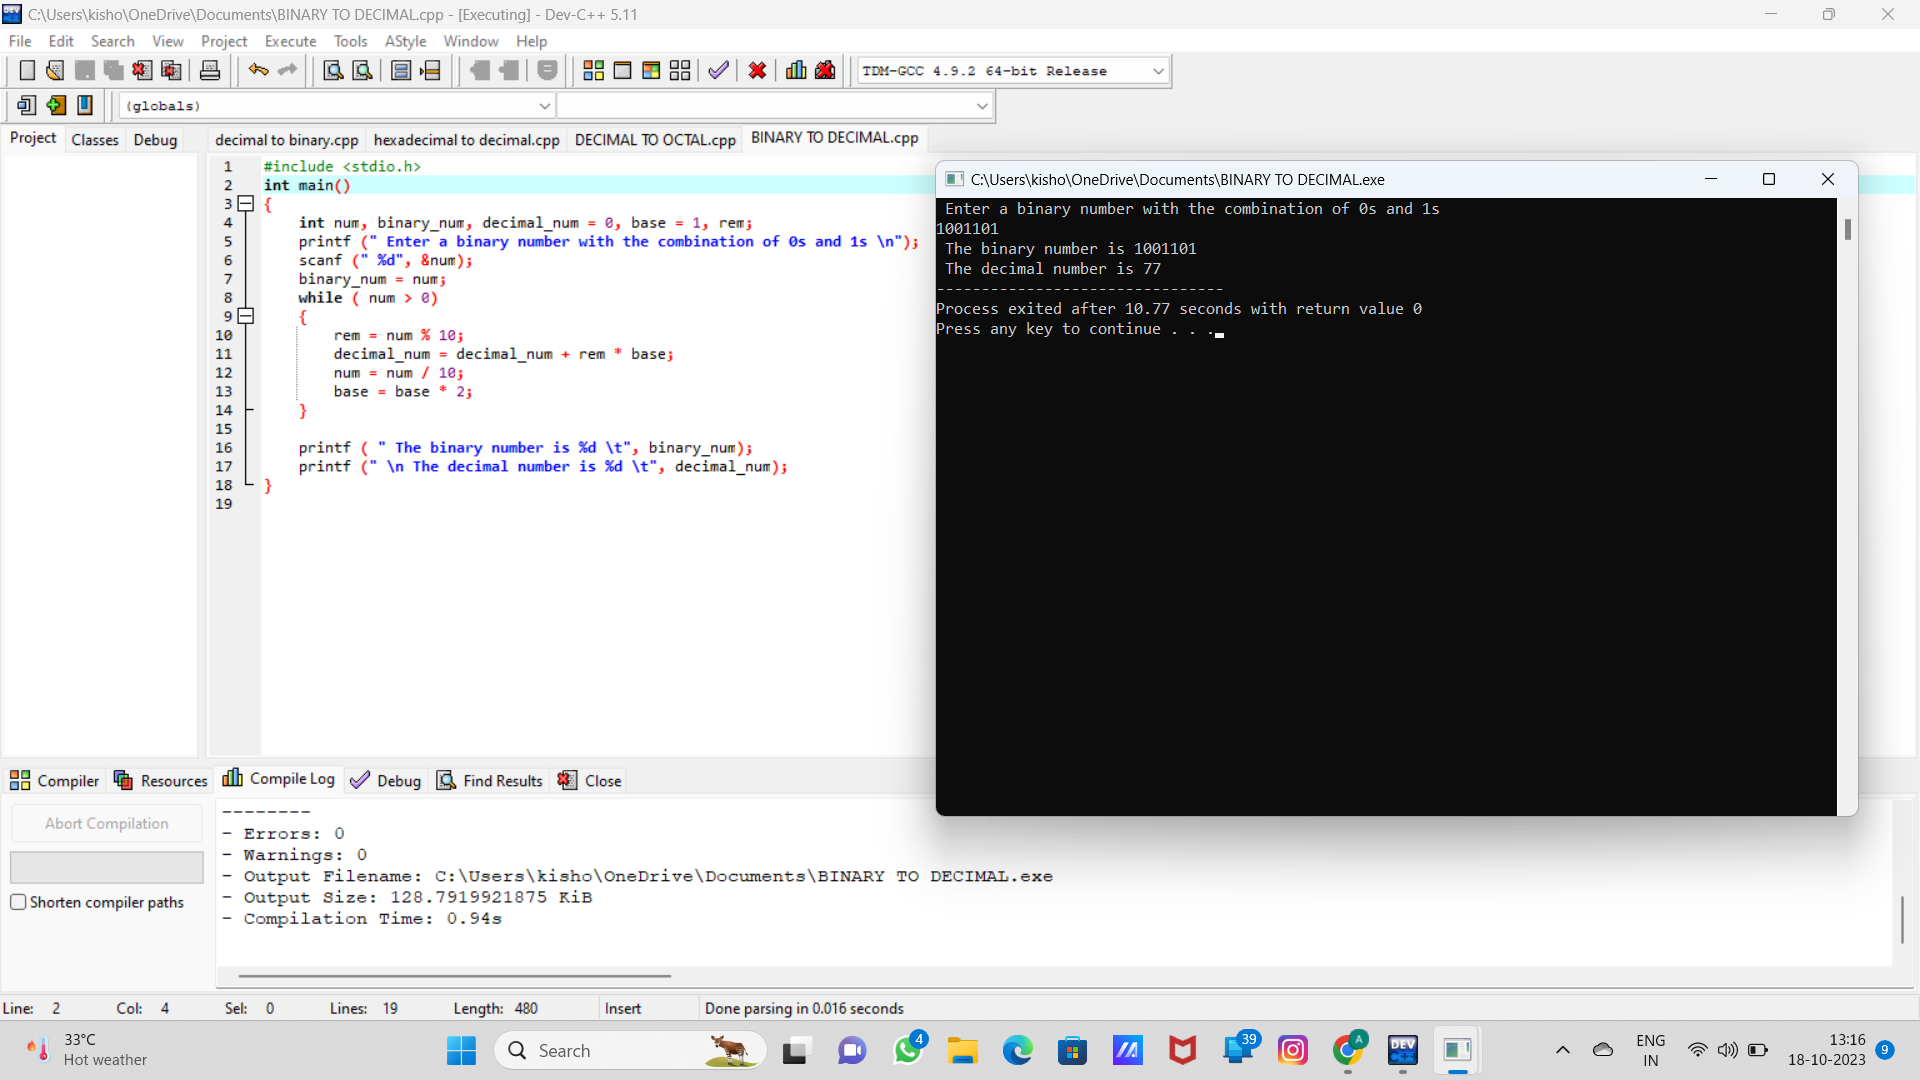 C:\Users\kisho\OneDrive\Documents\BINARY TO DECIMAL.cpp - [Executing] - Dev-C++ 5.11
File Edit Search View Project Execute Tools AStyle Window Help
TDM-GCC 4.9.2 64-bit Release
(globals)
Project Classes Debug
decimal to binary.cpp hexadecimal to decimal.cpp DECIMAL TO OCTAL.cpp BINARY TO DECIMAL.cpp
1 #include <stdio.h>
2 int main()
3 {
4 int num, binary_num, decimal_num = 0, base = 1, rem;
5 printf (" Enter a binary number with the combination of 0s and 1s \n");
6 scanf (" %d", &num);
7 binary_num = num;
8 while ( num > 0)
9 {
10 rem = num % 10;
11 decimal_num = decimal_num + rem * base;
12 num = num / 10;
13 base = base * 2;
14 }
15
16 printf ( " The binary number is %d \t", binary_num);
17 printf (" \n The decimal number is %d \t", decimal_num);
18 }
19
C:\Users\kisho\OneDrive\Documents\BINARY TO DECIMAL.exe
Enter a binary number with the combination of 0s and 1s
1001101
The binary number is 1001101
The decimal number is 77
--------------------------------
Process exited after 10.77 seconds with return value 0
Press any key to continue . . .
Compiler Resources Compile Log Debug Find Results Close
Abort Compilation
Shorten compiler paths
--------
- Errors: 0
- Warnings: 0
- Output Filename: C:\Users\kisho\OneDrive\Documents\BINARY TO DECIMAL.exe
- Output Size: 128.7919921875 KiB
- Compilation Time: 0.94s
Line: 2 Col: 4 Sel: 0 Lines: 19 Length: 480 Insert Done parsing in 0.016 seconds
33°C
Hot weather
Search
4
39
A
DEV
C++
ENG
IN
13:16
18-10-2023
9